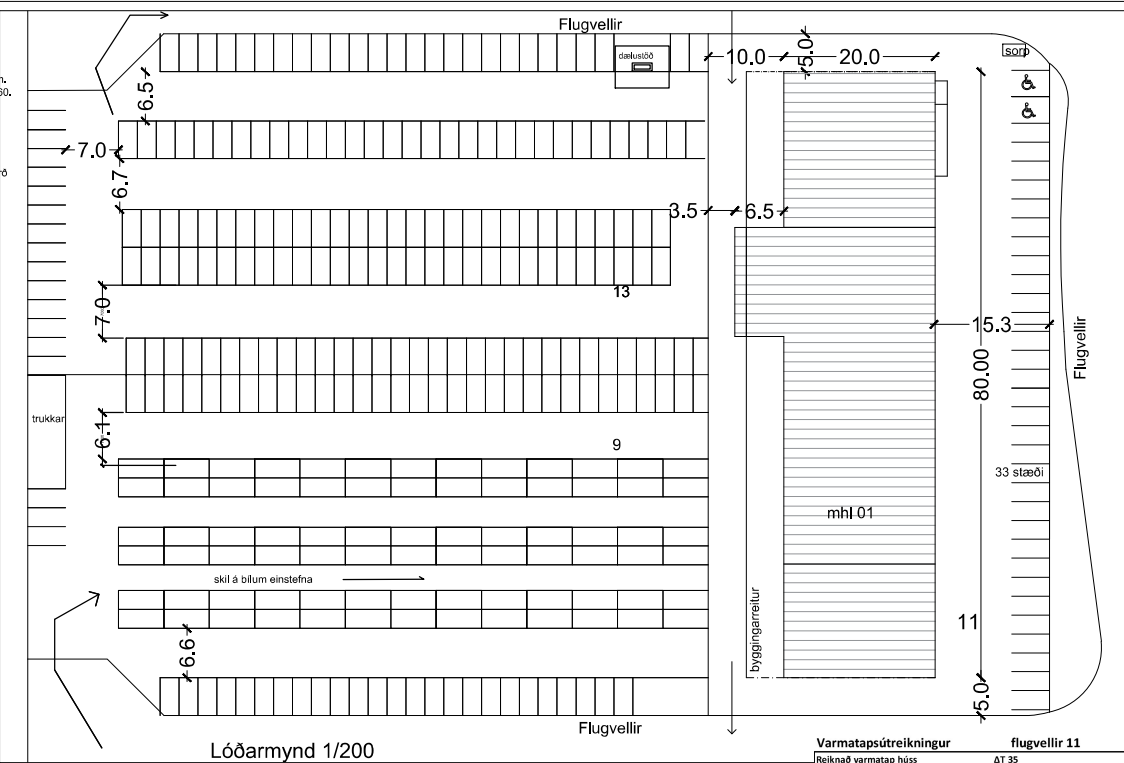 Flugvellir
dælustöð
10.0
5.0
20.0
sorp
n.
60.
6.5
7.0
rð
6.7
3.5
6.5
13
7.0
15.3
80.00
Flugvellir
trukkar
6.1
9
33 stæði
mhl 01
skil á bílum einstefna
byggingarreitur
11
6.6
5.0
Flugvellir
Lóðarmynd 1/200
Varmatapsútreikningur flugvellir 11
Reiknað varmatap húss ΔT 35